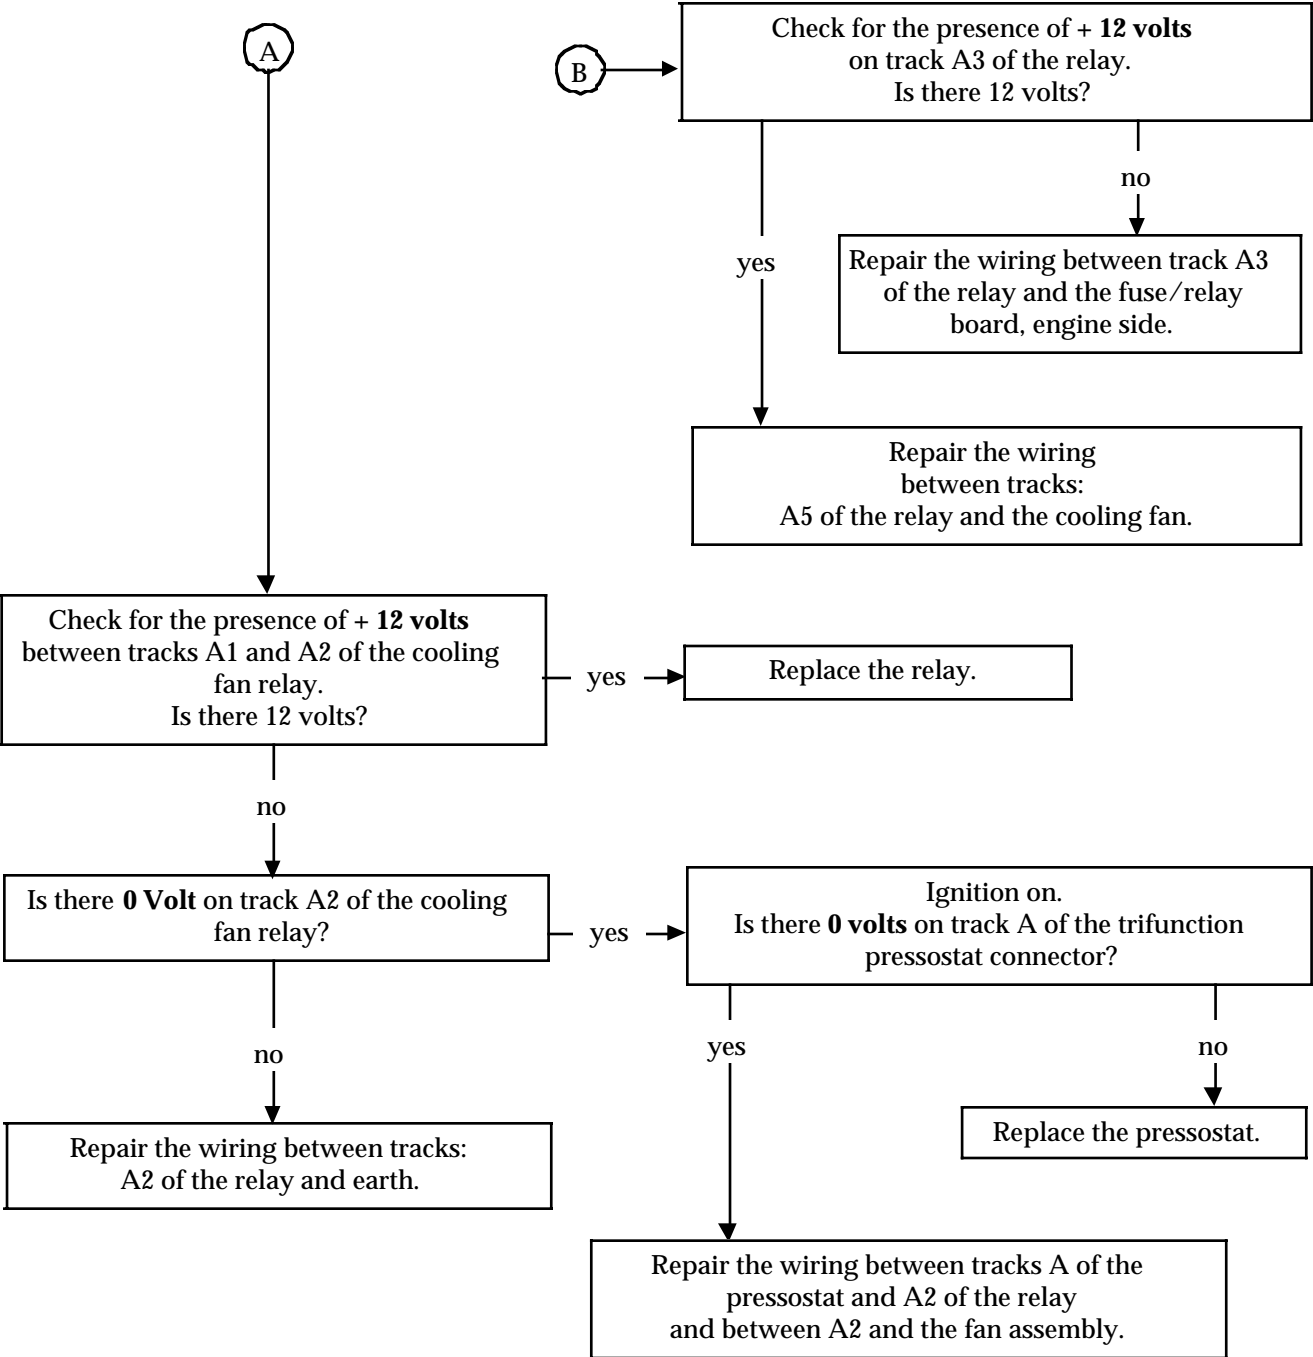 A
B
Check for the presence of + 12 volts
on track A3 of the relay.
Is there 12 volts?
no
yes
Repair the wiring between track A3
of the relay and the fuse/relay
board, engine side.
Repair the wiring
between tracks:
A5 of the relay and the cooling fan.
Check for the presence of + 12 volts
between tracks A1 and A2 of the cooling
fan relay.
Is there 12 volts?
yes
Replace the relay.
no
Is there 0 Volt on track A2 of the cooling
fan relay?
yes
Ignition on.
Is there 0 volts on track A of the trifunction
pressostat connector?
no
yes
no
Repair the wiring between tracks:
A2 of the relay and earth.
Replace the pressostat.
Repair the wiring between tracks A of the
pressostat and A2 of the relay
and between A2 and the fan assembly.